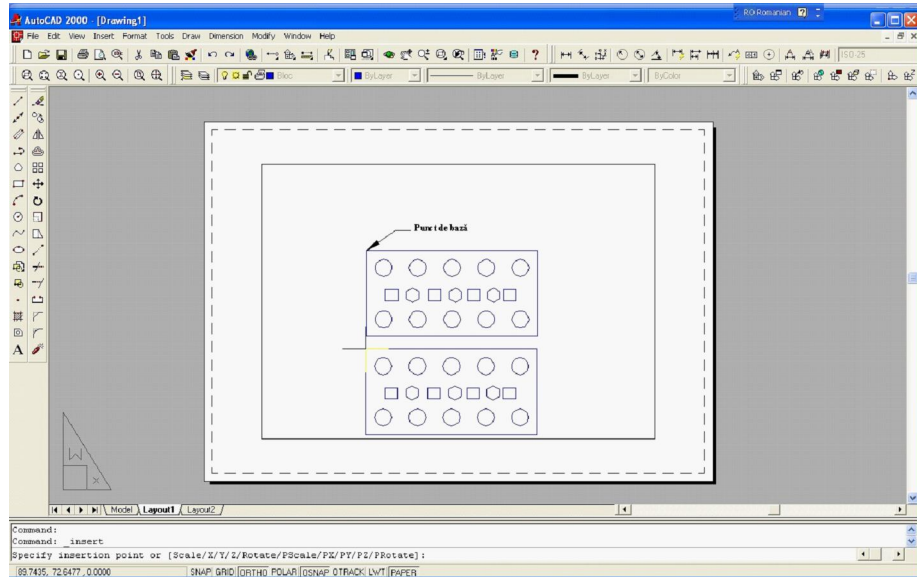 RO Romanian
AutoCAD 2000 - [Drawing1]
File Edit View Insert Format Tools Draw Dimension Modify Window Help
ISO-25
Bloc ByLayer ByLayer ByLayer ByColor
Punct de bază
W
X
A
Model Layout1 Layout2
Command:
Command: _insert
Specify insertion point or [Scale/X/Y/Z/Rotate/PScale/PX/PY/PZ/PRotate]:
89.7435, 72.6477 ,0.0000 SNAP GRID ORTHO POLAR OSNAP OTRACK LWT PAPER